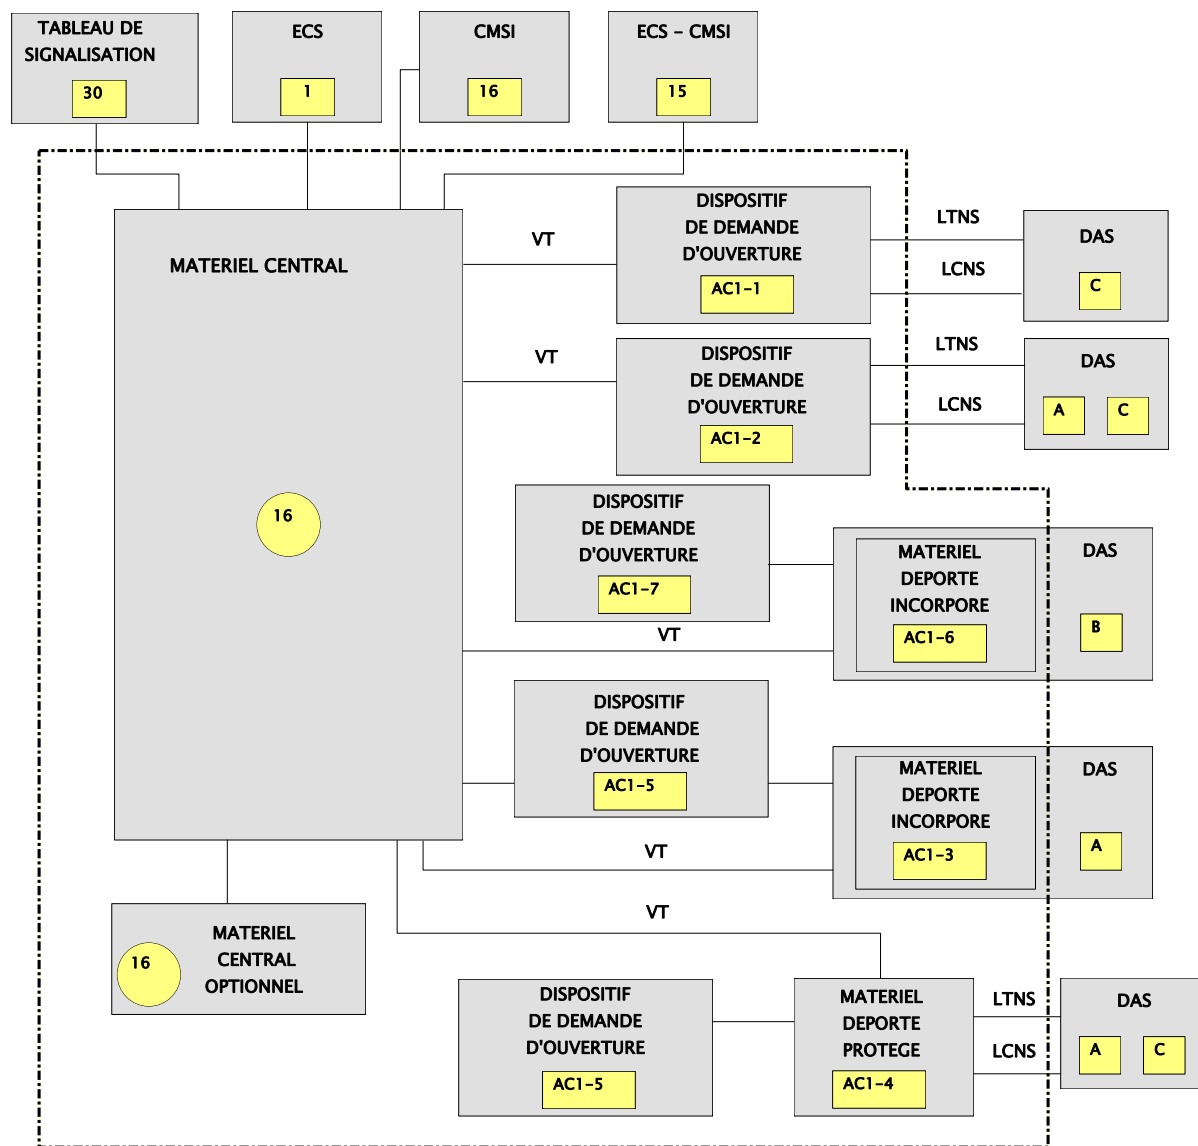 TABLEAU DE
SIGNALISATION
30
ECS
1
CMSI
16
ECS – CMSI
15
MATERIEL CENTRAL
16
VT
DISPOSITIF
DE DEMANDE
D'OUVERTURE
AC1–1
LTNS
LCNS
DAS
C
VT
DISPOSITIF
DE DEMANDE
D'OUVERTURE
AC1–2
LTNS
LCNS
DAS
A C
DISPOSITIF
DE DEMANDE
D'OUVERTURE
AC1–7
VT
MATERIEL
DEPORTE
INCORPORE
AC1–6
DAS
B
DISPOSITIF
DE DEMANDE
D'OUVERTURE
AC1–5
VT
MATERIEL
DEPORTE
INCORPORE
AC1–3
DAS
A
VT
MATERIEL
CENTRAL
OPTIONNEL
16
DISPOSITIF
DE DEMANDE
D'OUVERTURE
AC1–5
MATERIEL
DEPORTE
PROTEGE
AC1–4
LTNS
LCNS
DAS
A C